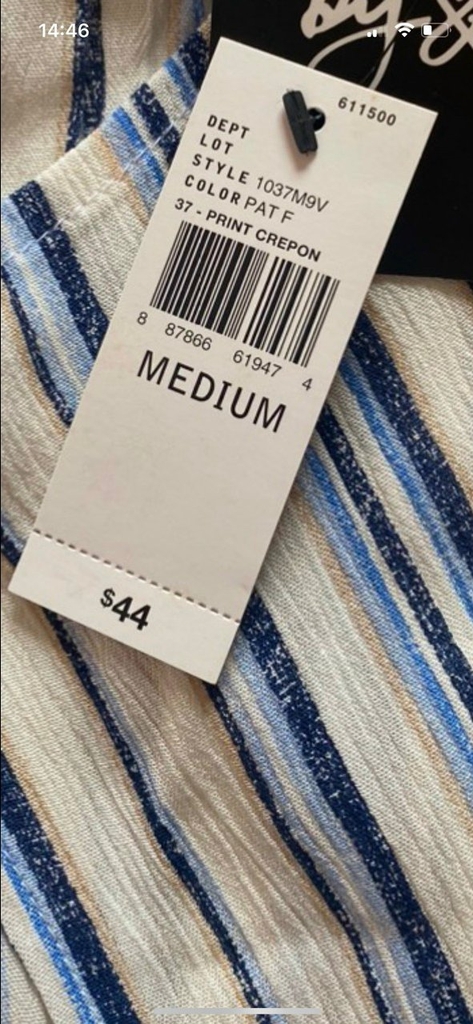 14:46
611500
DEPT
LOT
STYLE 1037M9V
COLOR PAT F
37 - PRINT CREPON
8 87866 61947 4
MEDIUM
$44